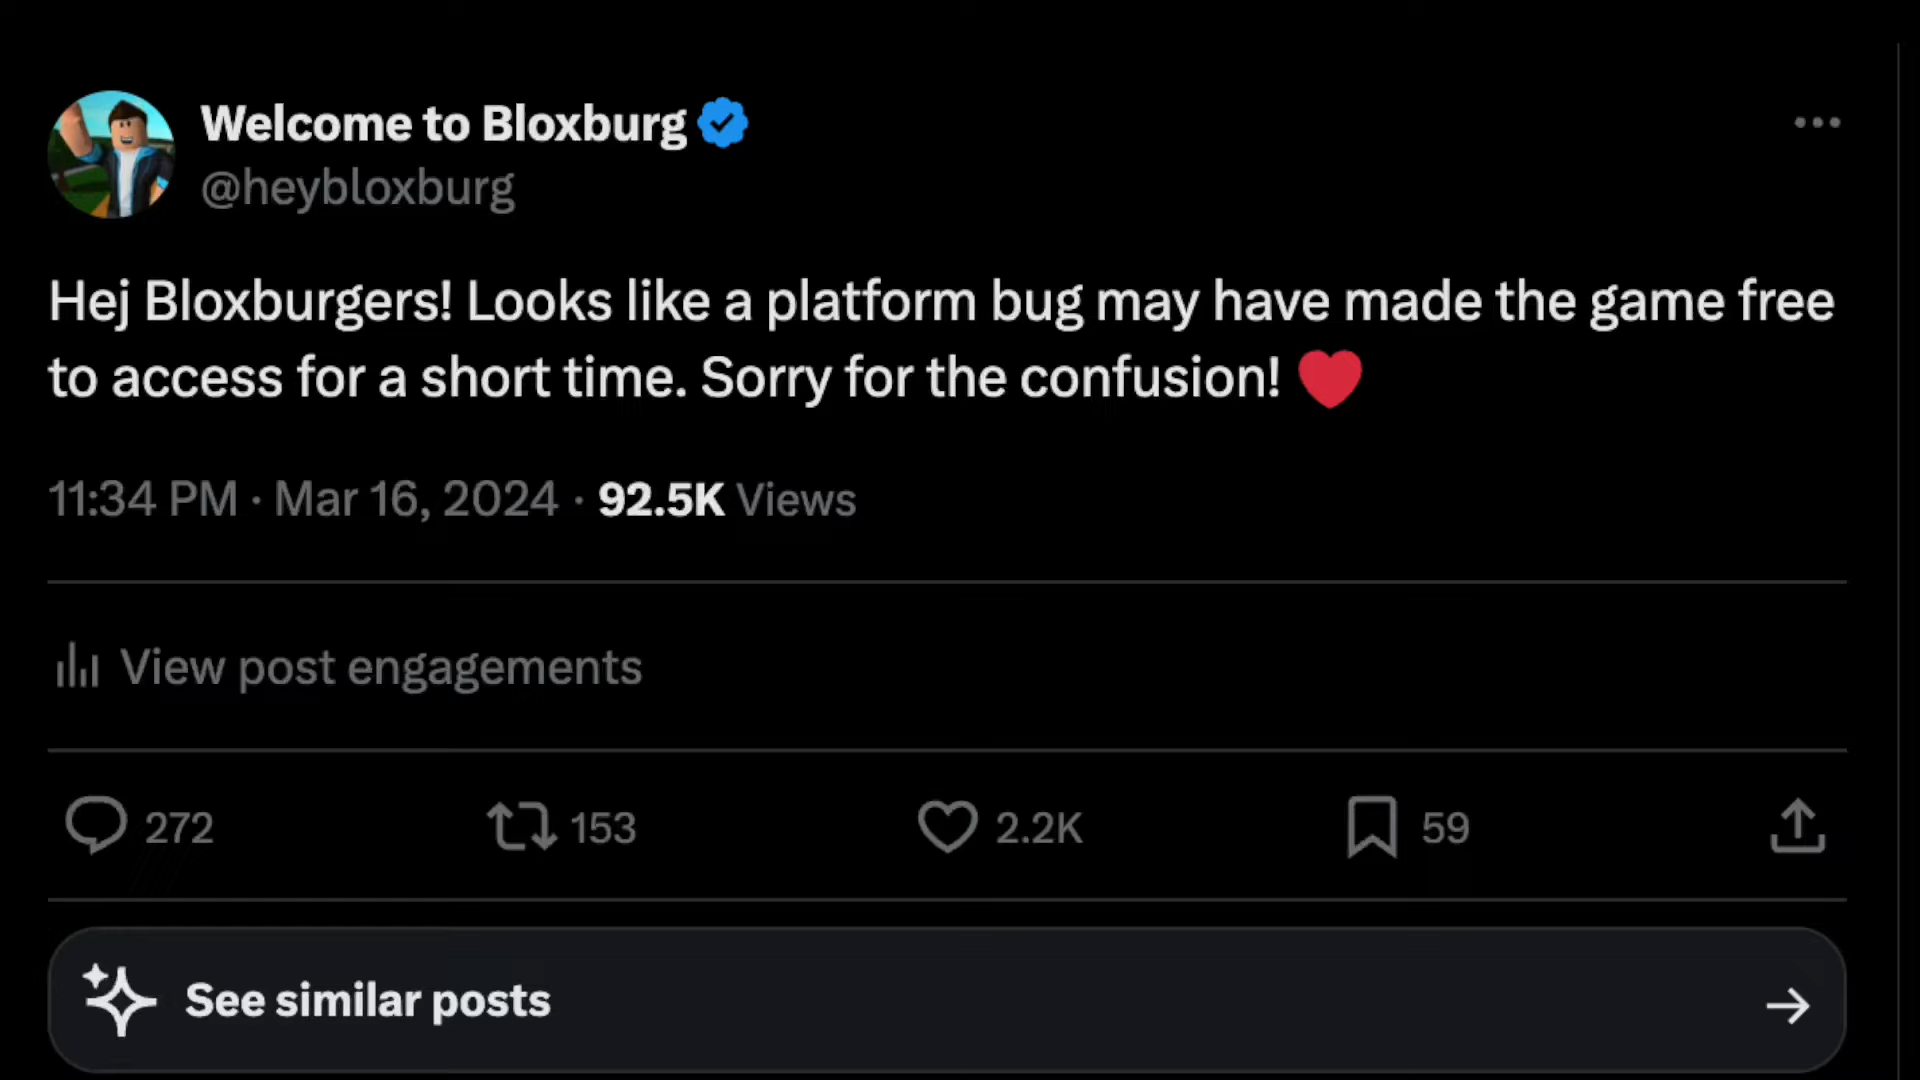 Welcome to Bloxburg
@heybloxburg
Hej Bloxburgers! Looks like a platform bug may have made the game free
to access for a short time. Sorry for the confusion! ❤️
11:34 PM · Mar 16, 2024 · 92.5K Views
View post engagements
272 153 2.2K 59
See similar posts